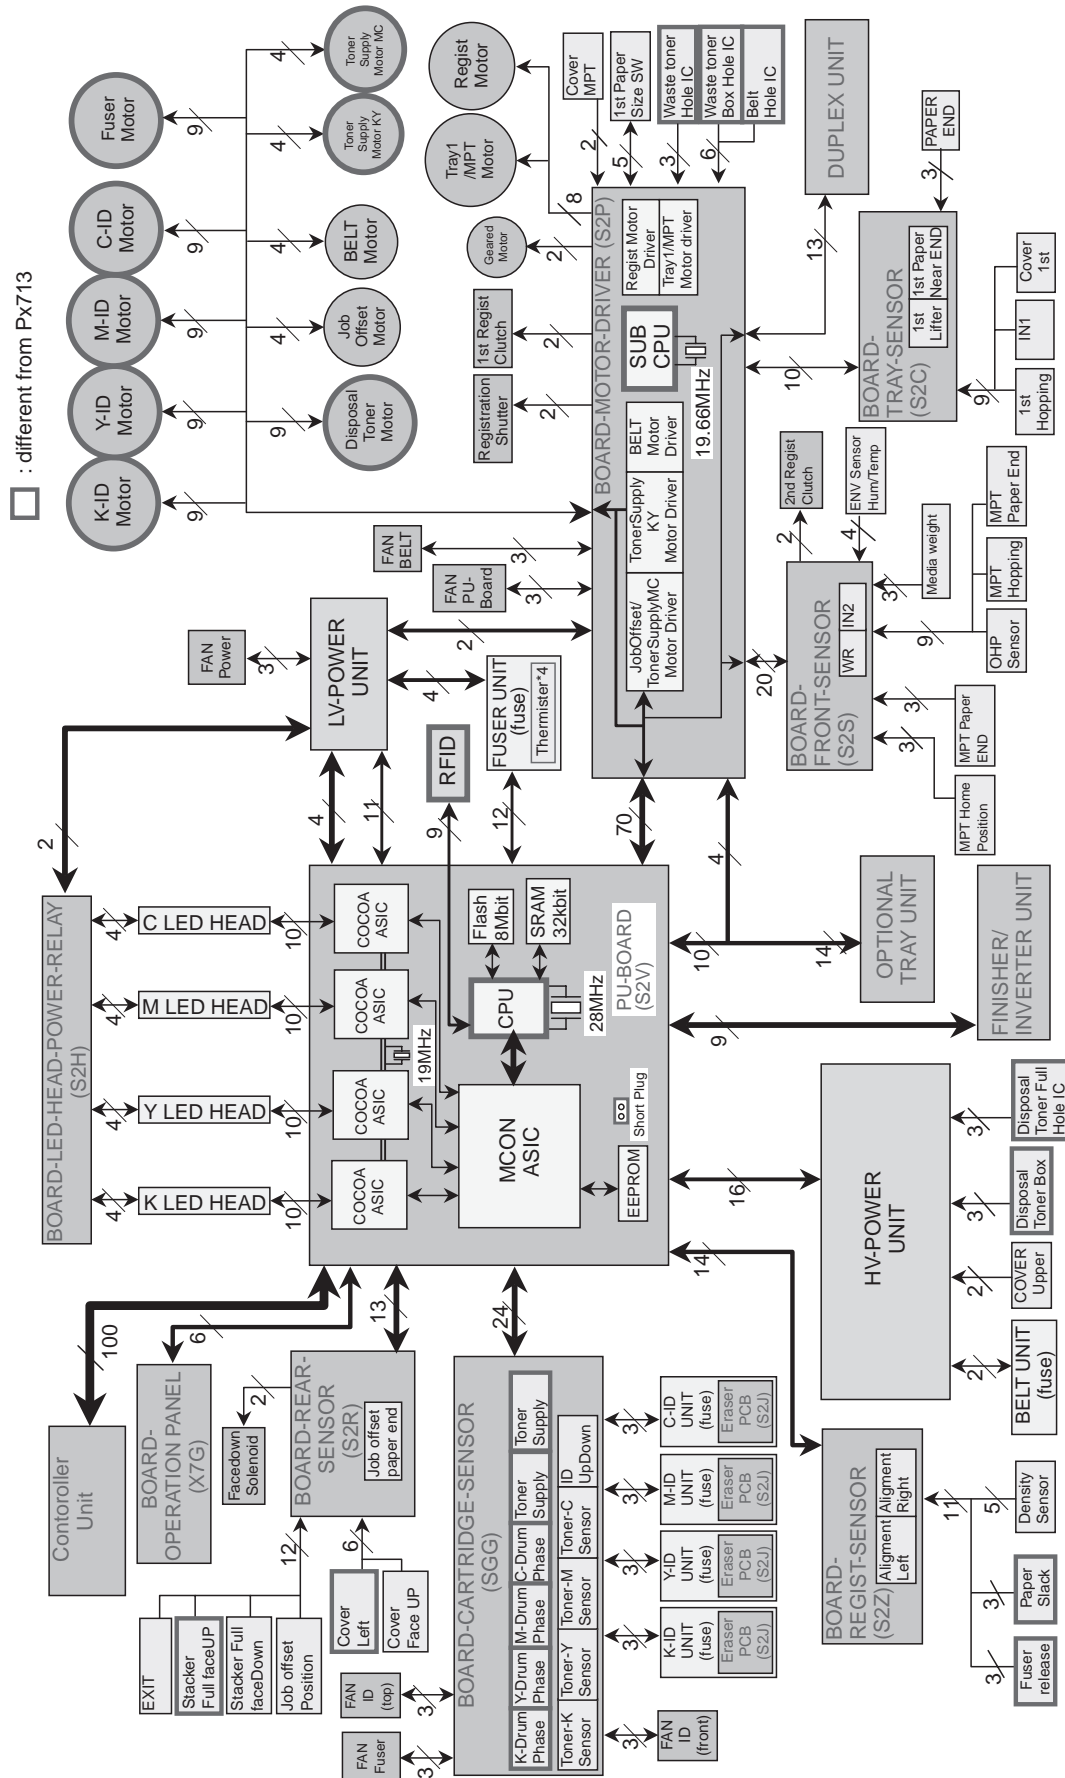 : different from Px713
K-ID
Motor
Y-ID
Motor
M-ID
Motor
C-ID
Motor
Fuser
Motor
9
9
9
9
9
Disposal
Toner
Motor
9
Job
Offset
Motor
4
BELT
Motor
4
Toner
Supply
Motor KY
4
Toner
Supply
Motor MC
4
Regist
Motor
Tray1
/MPT
Motor
8
Geared
Motor
2
1st Regist
Clutch
2
Registration
Shutter
2
FAN
BELT
3
FAN
PU-
Board
3
FAN
Power
3
Cover
MPT
2
1st Paper
Size SW
5
Waste toner
Hole IC
3
Waste toner
Box Hole IC
Belt
Hole IC
6
BOARD-MOTOR-DRIVER (S2P)
JobOffset/
TonerSupplyMC
Motor Driver
TonerSupply
KY
Motor Driver
BELT
Motor
Driver
SUB
CPU
19.66MHz
Regist Motor
Driver
Tray1/MPT
Motor driver
DUPLEX UNIT
13
10
BOARD-
TRAY-SENSOR
(S2C)
1st
Lifter
1st Paper
Near END
PAPER
END
3
9
1st
Hopping
IN1
Cover
1st
20
BOARD-
FRONT-SENSOR
(S2S)
WR
IN2
2nd Regist
Clutch
2
ENV Sensor
Hum/Temp
4
Media weight
3
9
OHP
Sensor
MPT
Hopping
MPT
Paper End
MPT Paper
END
3
MPT Home
Position
3
LV-POWER
UNIT
2
4
4
11
2
FUSER UNIT
(fuse)
Thermister*4
12
RFID
9
70
4
BOARD-LED-HEAD-POWER-RELAY
(S2H)
4
4
4
4
K LED HEAD
Y LED HEAD
M LED HEAD
C LED HEAD
10
10
10
10
COCOA
ASIC
COCOA
ASIC
COCOA
ASIC
COCOA
ASIC
19MHz
MCON
ASIC
CPU
28MHz
Flash
8Mbit
SRAM
32kbit
EEPROM
Short Plug
PU-BOARD
(S2V)
10
14
OPTIONAL
TRAY UNIT
9
FINISHER/
INVERTER UNIT
16
HV-POWER
UNIT
BELT UNIT
(fuse)
2
COVER
Upper
2
Disposal
Toner Box
3
Disposal
Toner Full
Hole IC
3
14
BOARD-
REGIST-SENSOR
(S2Z)
Aligment
Left
Aligment
Right
11
5
3
3
Fuser
release
Paper
Slack
Density
Sensor
Contoroller
Unit
100
BOARD-
OPERATION PANEL
(X7G)
6
Facedown
Solenoid
2
BOARD-REAR-
SENSOR
(S2R)
Job offset
paper end
13
12
EXIT
Stacker
Full faceUP
Stacker Full
faceDown
Job offset
Position
6
Cover
Left
Cover
Face UP
24
BOARD-CARTRIDGE-SENSOR
(SGG)
K-Drum
Phase
Y-Drum
Phase
M-Drum
Phase
C-Drum
Phase
Toner
Supply
Toner
Supply
Toner-K
Sensor
Toner-Y
Sensor
Toner-M
Sensor
Toner-C
Sensor
ID
UpDown
FAN
Fuser
3
FAN
ID
(top)
3
FAN
ID
(front)
3
3
3
3
3
K-ID
UNIT
(fuse)
Eraser
PCB
(S2J)
Y-ID
UNIT
(fuse)
Eraser
PCB
(S2J)
M-ID
UNIT
(fuse)
Eraser
PCB
(S2J)
C-ID
UNIT
(fuse)
Eraser
PCB
(S2J)